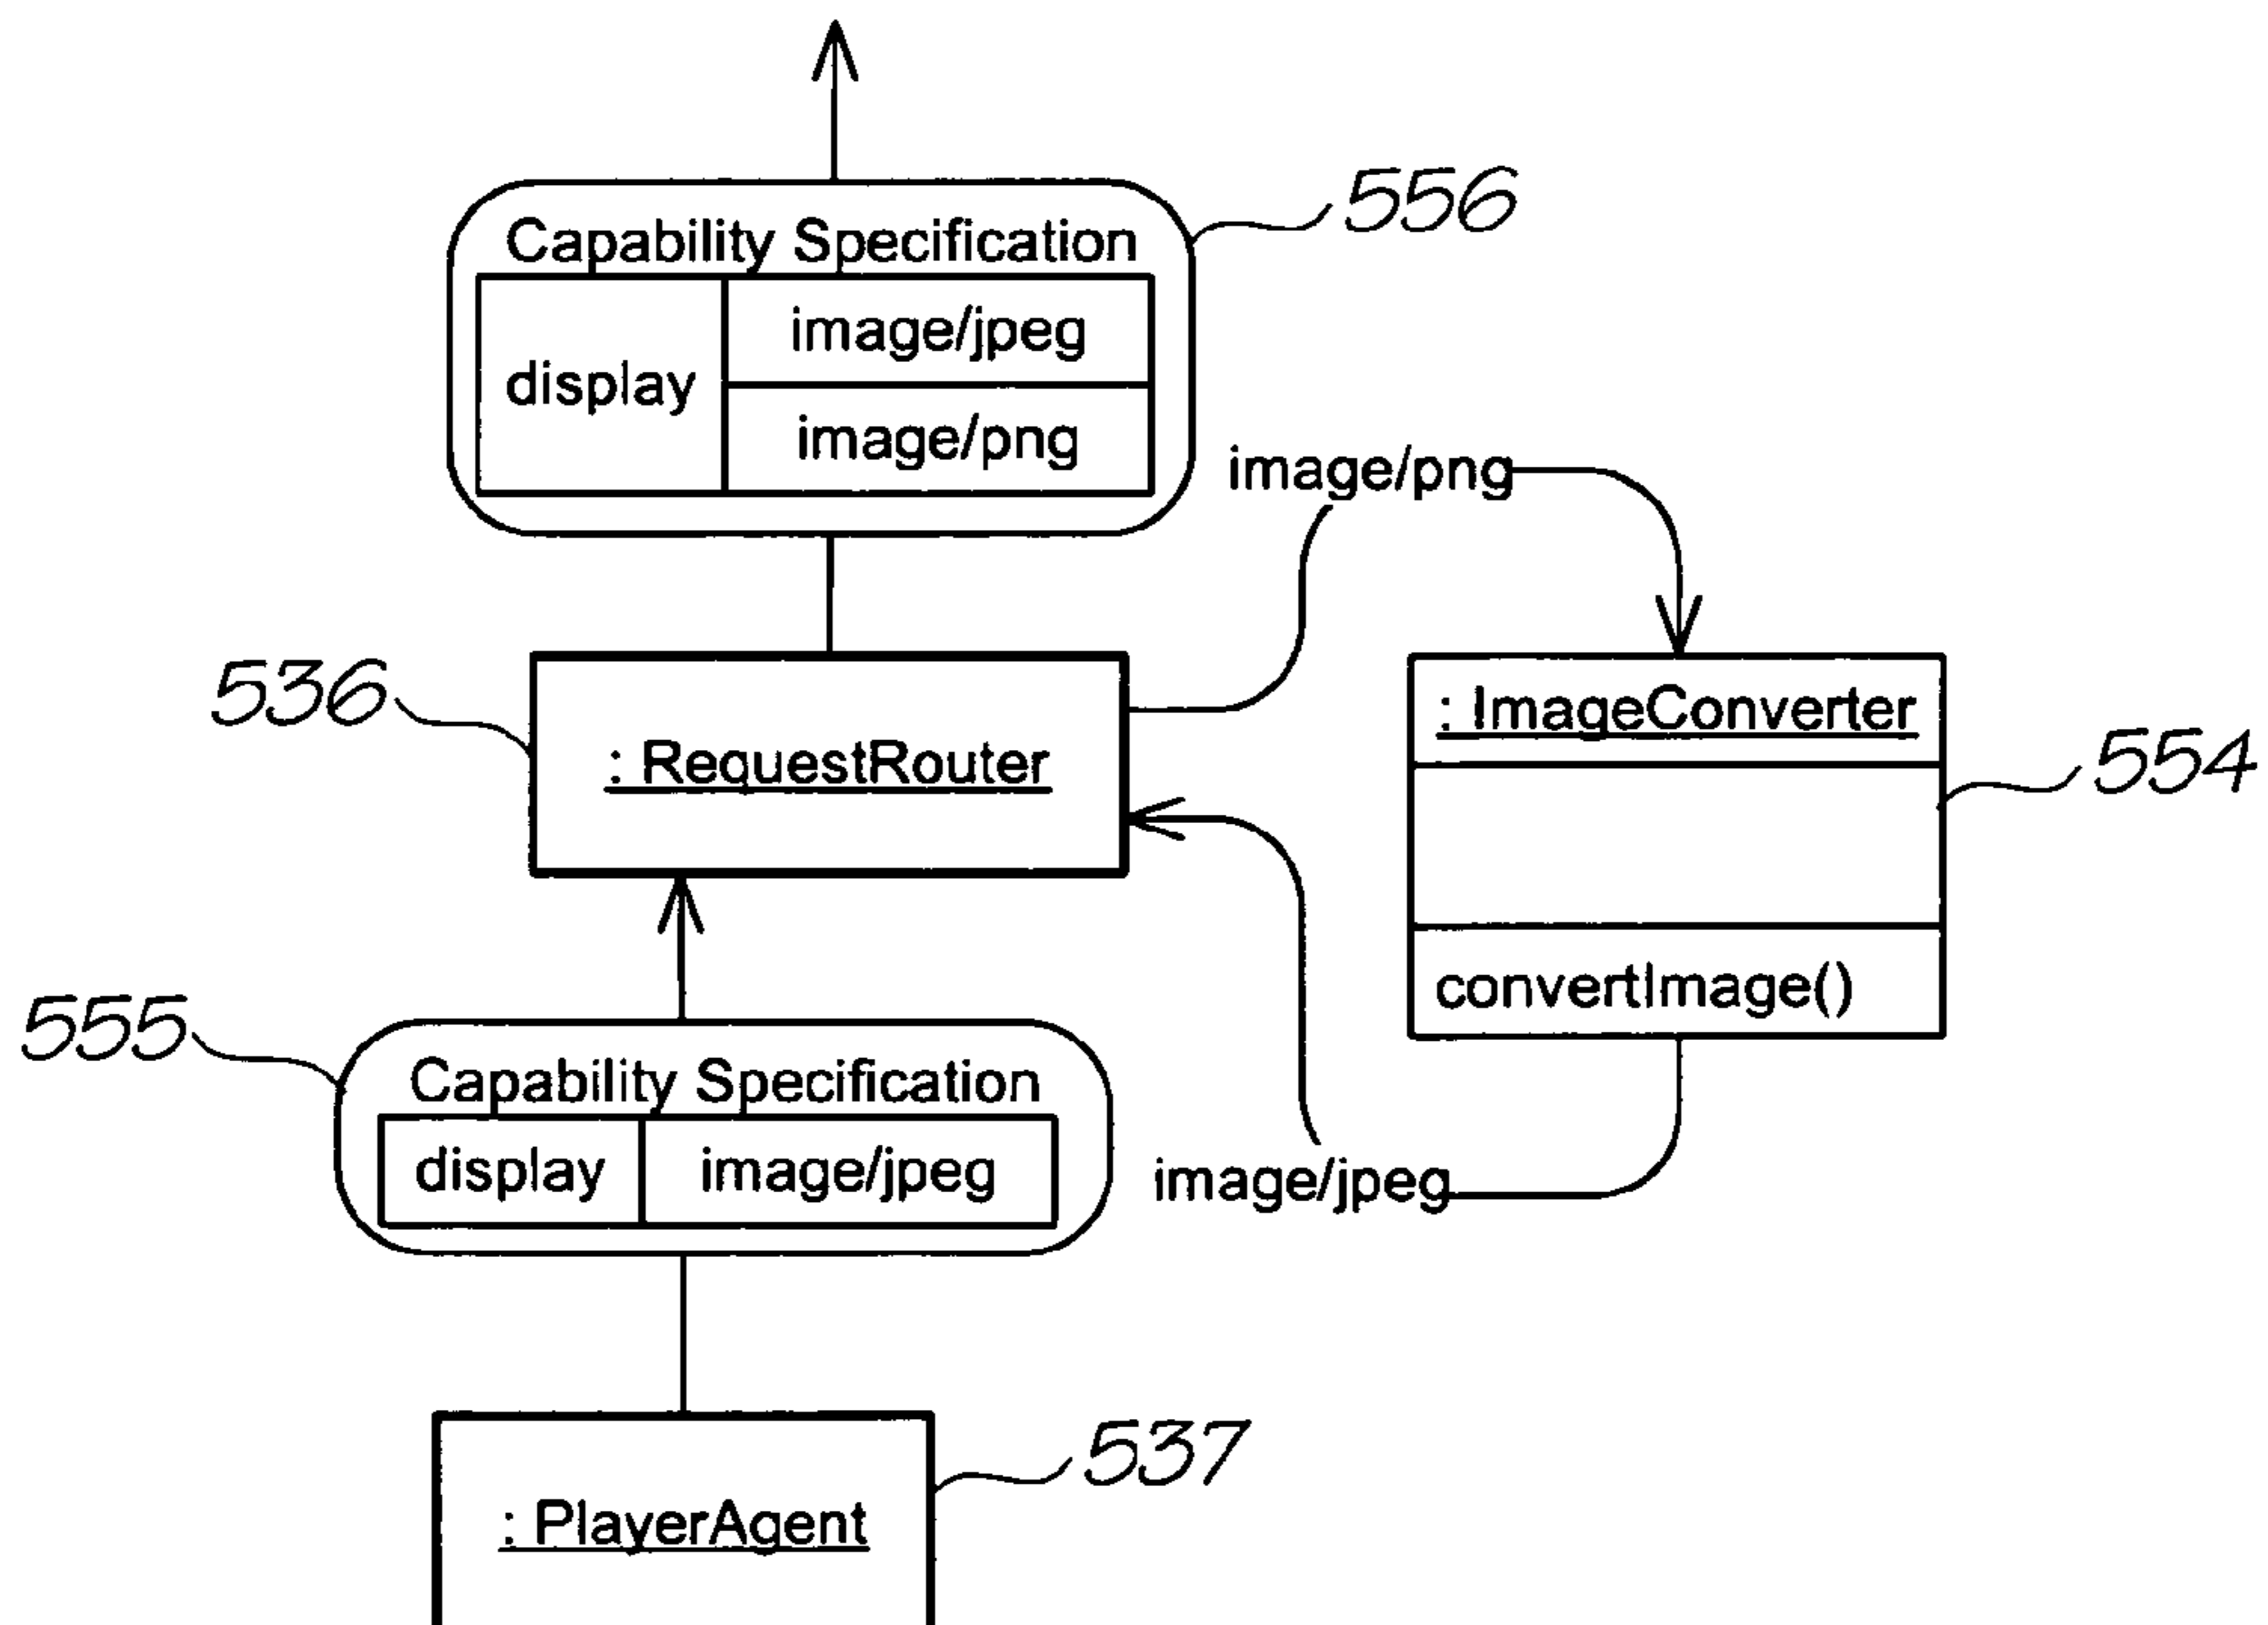 556
Capability Specification
display
image/jpeg
image/png
image/png
536
: RequestRouter
: ImageConverter
554
convertImage()
555
Capability Specification
display
image/jpeg
image/jpeg
537
: PlayerAgent